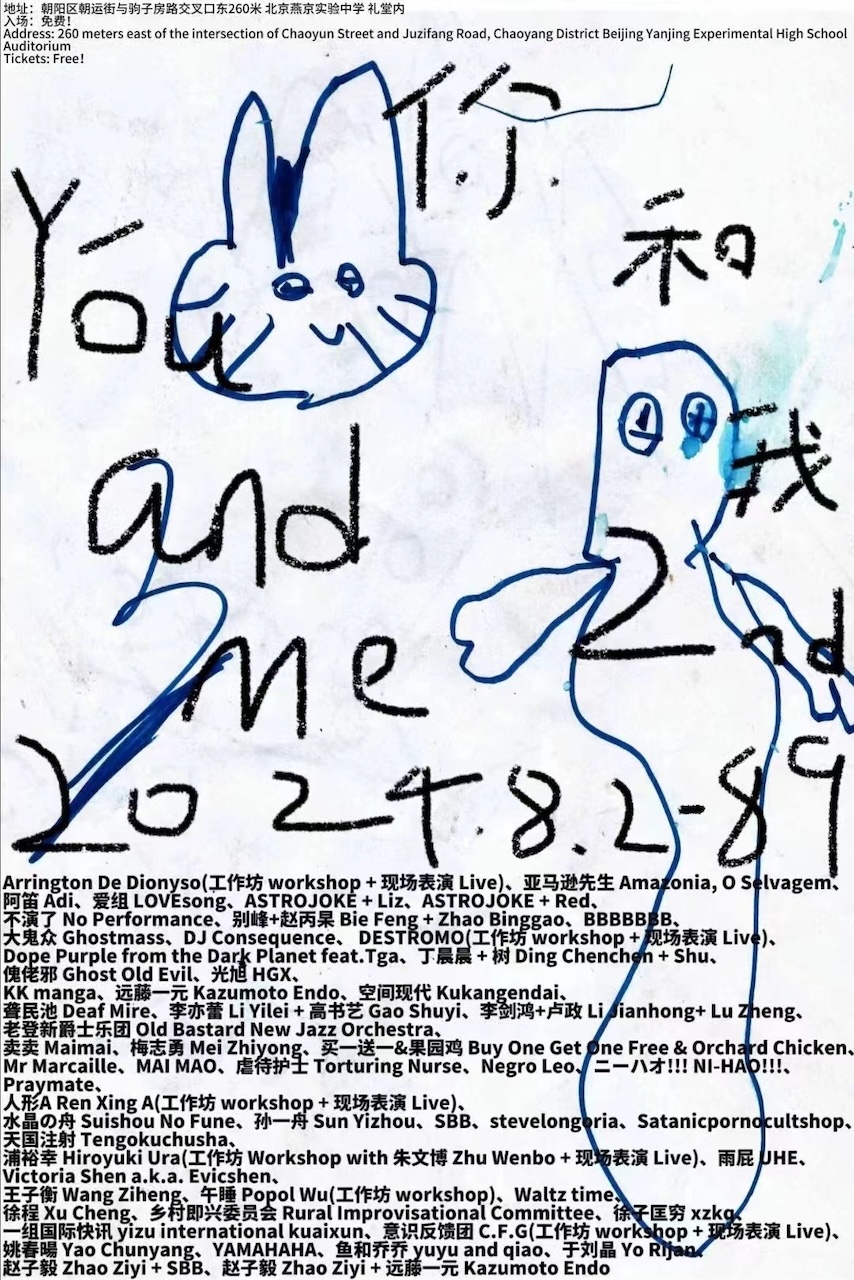 地址：朝阳区朝运街与驹子房路交叉口东260米 北京燕京实验中学 礼堂内
入场：免费！
Address: 260 meters east of the intersection of Chaoyun Street and Juzifang Road, Chaoyang District Beijing Yanjing Experimental High School
Auditorium
Tickets: Free!
你
和
我
You
and
me
2nd
2024.8.2-8.9
Arrington De Dionyso(工作坊 workshop + 现场表演 Live)、亚马逊先生 Amazonia, O Selvagem、
阿笛 Adi、爱组 LOVEsong、ASTROJOKE + Liz、ASTROJOKE + Red、
不演了 No Performance、别峰+赵丙杲 Bie Feng + Zhao Binggao、BBBBBBB、
大鬼众 Ghostmass、DJ Consequence、 DESTROMO(工作坊 workshop + 现场表演 Live)、
Dope Purple from the Dark Planet feat.Tga、丁晨晨 + 树 Ding Chenchen + Shu、
傀佬邪 Ghost Old Evil、光旭 HGX、
KK manga、远藤一元 Kazumoto Endo、空间现代 Kukangendai、
聋民池 Deaf Mire、李亦蕾 Li Yilei + 高书艺 Gao Shuyi、李剑鸿+卢政 Li Jianhong+ Lu Zheng、
老登新爵士乐团 Old Bastard New Jazz Orchestra、
卖卖 Maimai、梅志勇 Mei Zhiyong、买一送一&果园鸡 Buy One Get One Free & Orchard Chicken、
Mr Marcaille、MAI MAO、虐待护士 Torturing Nurse、Negro Leo、ニーハオ!!! NI-HAO!!!、
Praymate、
人形A Ren Xing A(工作坊 workshop + 现场表演 Live)、
水晶の舟 Suishou No Fune、孙一舟 Sun Yizhou、SBB、stevelongoria、Satanicpornocultshop、
天国注射 Tengokuchusha、
浦裕幸 Hiroyuki Ura(工作坊 Workshop with 朱文博 Zhu Wenbo + 现场表演 Live)、雨屁 UHE、
Victoria Shen a.k.a. Evicshen、
王子衡 Wang Ziheng、午睡 Popol Wu(工作坊 workshop)、Waltz time、
徐程 Xu Cheng、乡村即兴委员会 Rural Improvisational Committee、徐子匡穷 xzkq、
一组国际快讯 yizu international kuaixun、意识反馈团 C.F.G(工作坊 workshop + 现场表演 Live)、
姚春暘 Yao Chunyang、YAMAHAHA、鱼和乔乔 yuyu and qiao、于刘晶 Yo Rijan、
赵子毅 Zhao Ziyi + SBB、赵子毅 Zhao Ziyi + 远藤一元 Kazumoto Endo